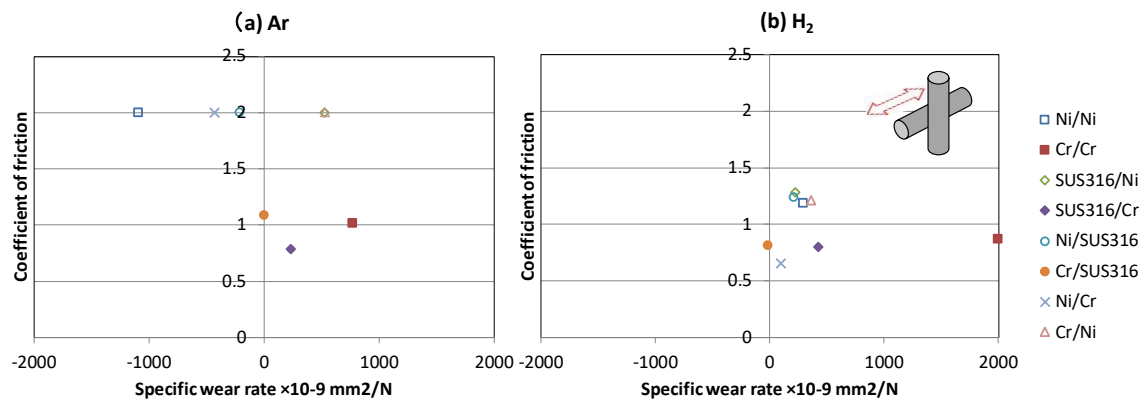 (a) Ar
2.5
2
1.5
1
0.5
0
-2000 -1000 0 1000 2000
Coefficient of friction
Specific wear rate ×10-9 mm2/N
(b) H2
2.5
2
1.5
1
0.5
0
-2000 -1000 0 1000 2000
Coefficient of friction
Specific wear rate ×10-9 mm2/N
Ni/Ni
Cr/Cr
SUS316/Ni
SUS316/Cr
Ni/SUS316
Cr/SUS316
Ni/Cr
Cr/Ni